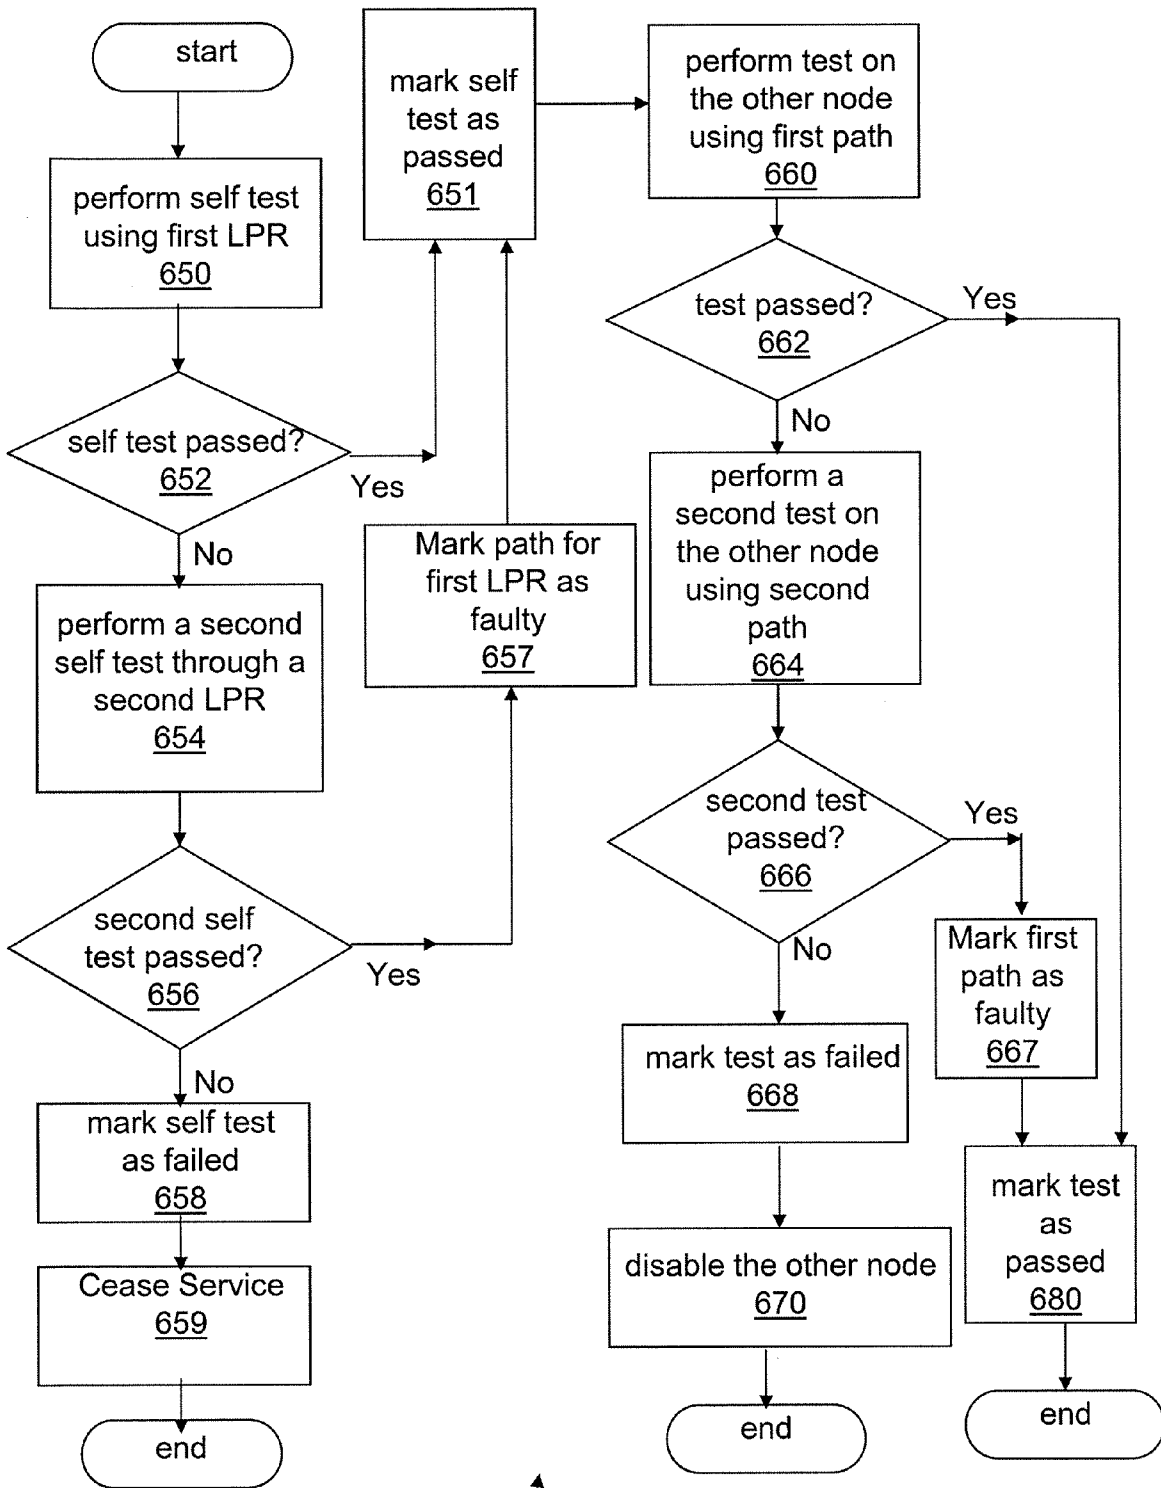 start
perform self test
using first LPR
650
self test passed?
652
Yes
No
perform a second
self test through a
second LPR
654
second self
test passed?
656
Yes
No
mark self test
as failed
658
Cease Service
659
end
mark self
test as
passed
651
Mark path for
first LPR as
faulty
657
perform test on
the other node
using first path
660
test passed?
662
Yes
No
perform a
second test on
the other node
using second
path
664
second test
passed?
666
Yes
No
Mark first
path as
faulty
667
mark test as failed
668
disable the other node
670
end
mark test
as
passed
680
end